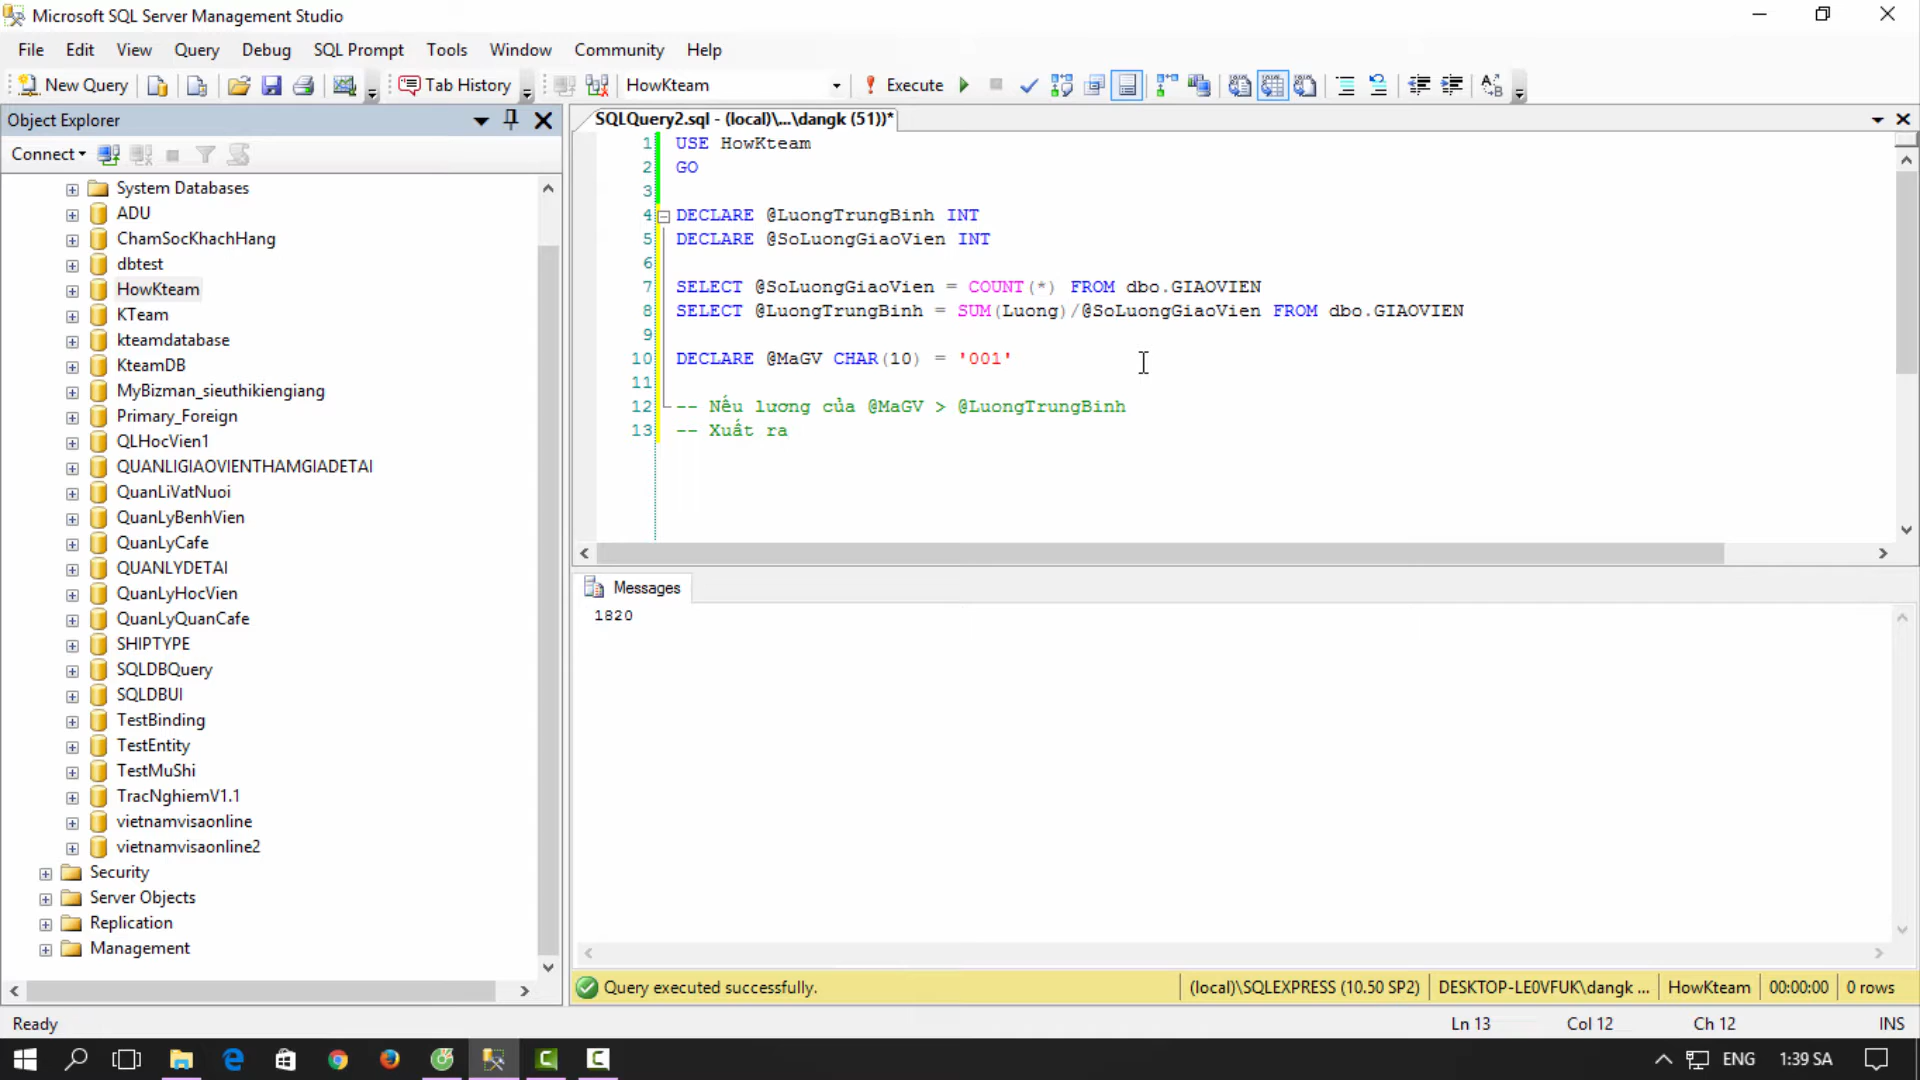 Microsoft SQL Server Management Studio
File Edit View Query Debug SQL Prompt Tools Window Community Help
New Query Tab History HowKteam Execute
Object Explorer
Connect
System Databases
ADU
ChamSocKhachHang
dbtest
HowKteam
KTeam
kteamdatabase
KteamDB
MyBizman_sieuthikiengiang
Primary_Foreign
QLHocVien1
QUANLIGIAOVIENTHAMGIADETAI
QuanLiVatNuoi
QuanLyBenhVien
QuanLyCafe
QUANLYDETAI
QuanLyHocVien
QuanLyQuanCafe
SHIPTYPE
SQLDBQuery
SQLDBUI
TestBinding
TestEntity
TestMuShi
TracNghiemV1.1
vietnamvisaonline
vietnamvisaonline2
Security
Server Objects
Replication
Management
SQLQuery2.sql - (local)\...\dangk (51))*
1 USE HowKteam
2 GO
3
4 DECLARE @LuongTrungBinh INT
5 DECLARE @SoLuongGiaoVien INT
6
7 SELECT @SoLuongGiaoVien = COUNT(*) FROM dbo.GIAOVIEN
8 SELECT @LuongTrungBinh = SUM(Luong)/@SoLuongGiaoVien FROM dbo.GIAOVIEN
9
10 DECLARE @MaGV CHAR(10) = '001'
11
12 -- Nếu lương của @MaGV > @LuongTrungBinh
13 -- Xuất ra
Messages
1820
Query executed successfully. (local)\SQLEXPRESS (10.50 SP2) DESKTOP-LE0VFUK\dangk ... HowKteam 00:00:00 0 rows
Ready Ln 13 Col 12 Ch 12 INS
ENG 1:39 SA